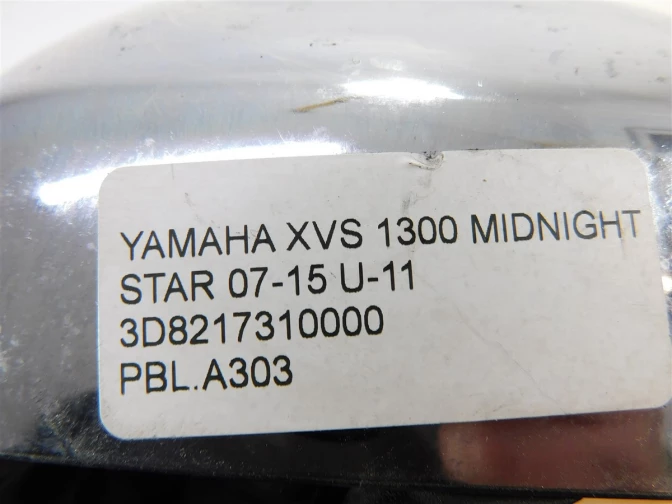 YAMAHA XVS 1300 MIDNIGHT
STAR 07-15 U-11
3D8217310000
PBL.A303